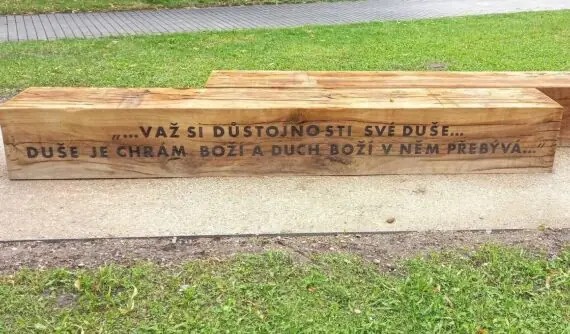 „...VAŽ SI DŮSTOJNOSTI SVÉ DUŠE...
DUŠE JE CHRÁM BOŽÍ A DUCH BOŽÍ V NĚM PŘEBÝVÁ..."